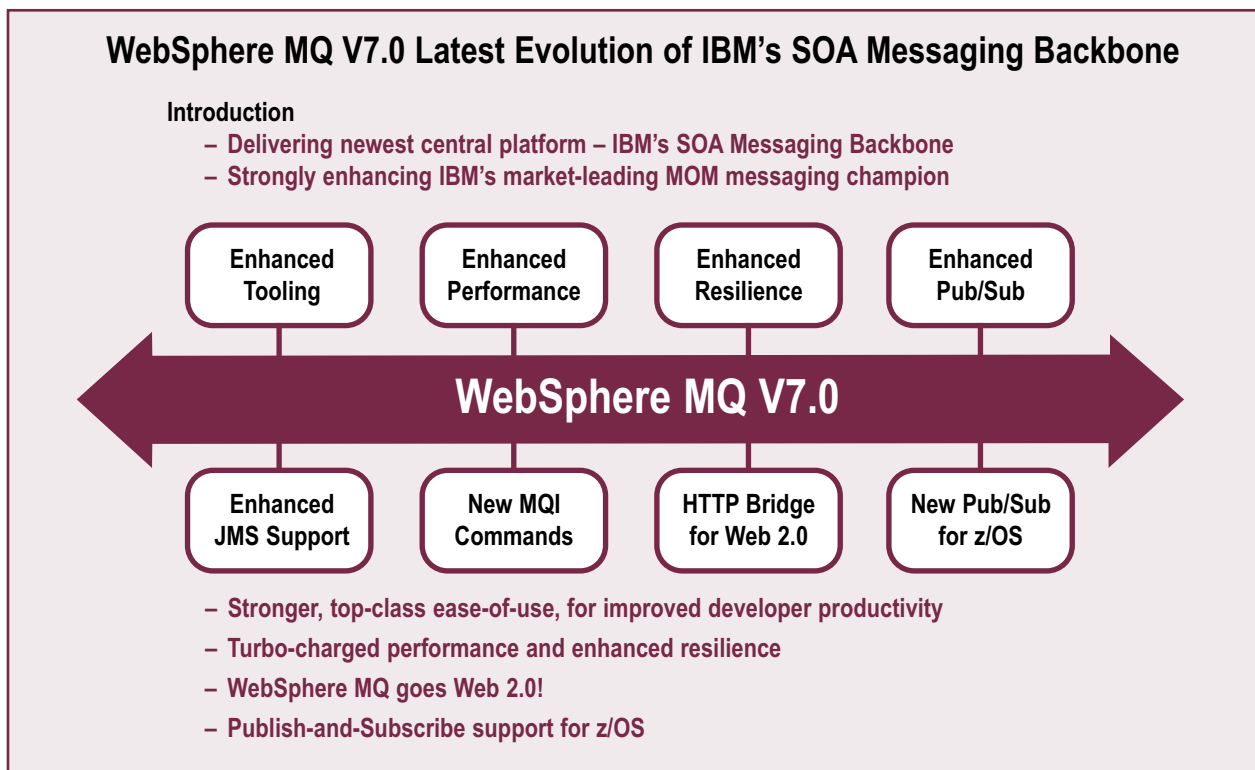 WebSphere MQ V7.0 Latest Evolution of IBM's SOA Messaging Backbone
Introduction
– Delivering newest central platform – IBM's SOA Messaging Backbone
– Strongly enhancing IBM's market-leading MOM messaging champion
Enhanced
Tooling
Enhanced
Performance
Enhanced
Resilience
Enhanced
Pub/Sub
WebSphere MQ V7.0
Enhanced
JMS Support
New MQI
Commands
HTTP Bridge
for Web 2.0
New Pub/Sub
for z/OS
– Stronger, top-class ease-of-use, for improved developer productivity
– Turbo-charged performance and enhanced resilience
– WebSphere MQ goes Web 2.0!
– Publish-and-Subscribe support for z/OS